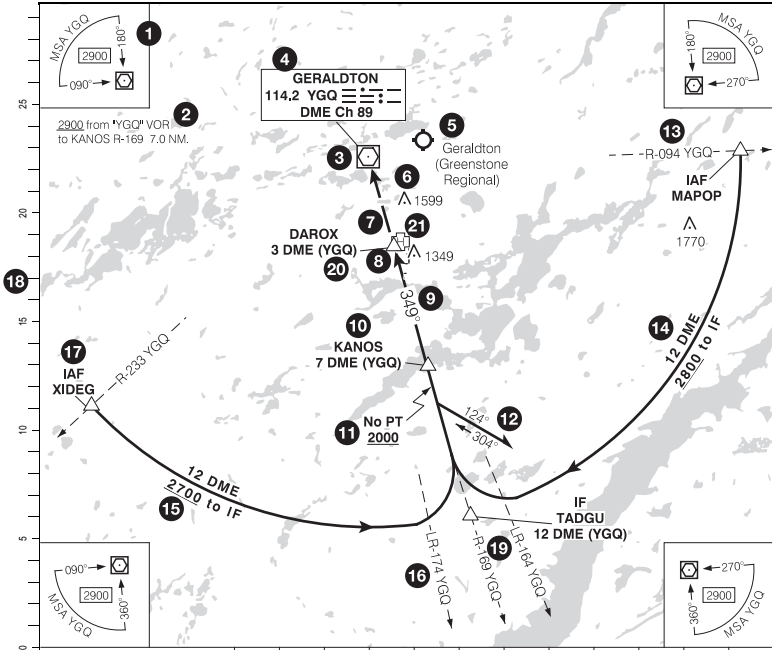 MSA YGQ
2900
180°
090°
1
2
2900 from "YGQ" VOR
to KANOS R-169 7.0 NM.
4
GERALDTON
114.2 YGQ
DME Ch 89
3
5
Geraldton
(Greenstone
Regional)
MSA YGQ
180°
2900
270°
13
R-094 YGQ
IAF
MAPOP
6
1599
7
21
DAROX
3 DME (YGQ)
8
20
1349
1770
9
349°
14
12 DME
2800 to IF
10
KANOS
7 DME (YGQ)
17
IAF
XIDEG
R-233 YGQ
18
11
No PT
2000
12
124°
304°
12 DME
2700 to IF
15
IF
TADGU
12 DME (YGQ)
16
LR-174 YGQ
R-169 YGQ
19
LR-164 YGQ
090°
2900
360°
MSA YGQ
270°
2900
360°
MSA YGQ
25
20
15
10
5
0